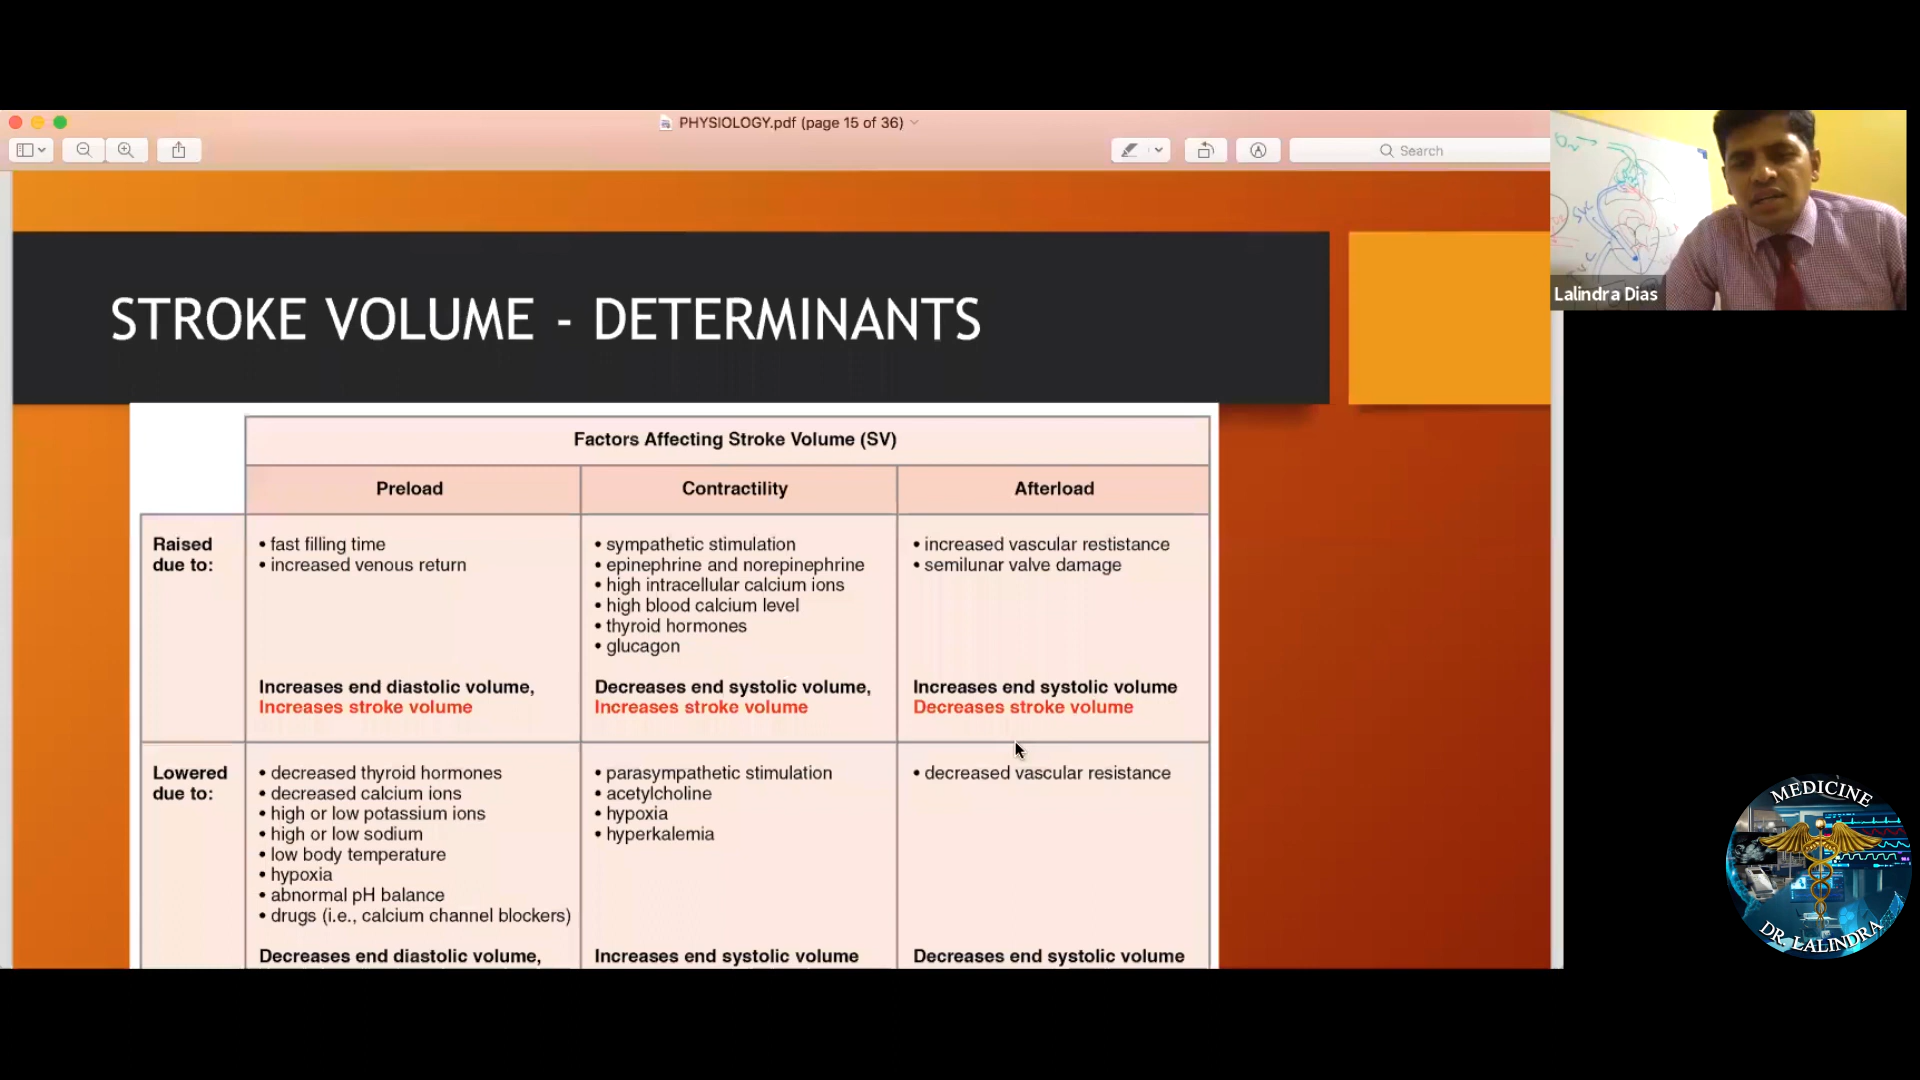 PHYSIOLOGY.pdf (page 15 of 36)
Search
O2
SVC
Lalindra Dias
STROKE VOLUME - DETERMINANTS
Factors Affecting Stroke Volume (SV)
Preload
Contractility
Afterload
Raised
due to:
• fast filling time
• increased venous return
Increases end diastolic volume,
Increases stroke volume
• sympathetic stimulation
• epinephrine and norepinephrine
• high intracellular calcium ions
• high blood calcium level
• thyroid hormones
• glucagon
Decreases end systolic volume,
Increases stroke volume
• increased vascular restistance
• semilunar valve damage
Increases end systolic volume
Decreases stroke volume
Lowered
due to:
• decreased thyroid hormones
• decreased calcium ions
• high or low potassium ions
• high or low sodium
• low body temperature
• hypoxia
• abnormal pH balance
• drugs (i.e., calcium channel blockers)
Decreases end diastolic volume,
• parasympathetic stimulation
• acetylcholine
• hypoxia
• hyperkalemia
Increases end systolic volume
• decreased vascular resistance
Decreases end systolic volume
MEDICINE
DR. LALINDRA